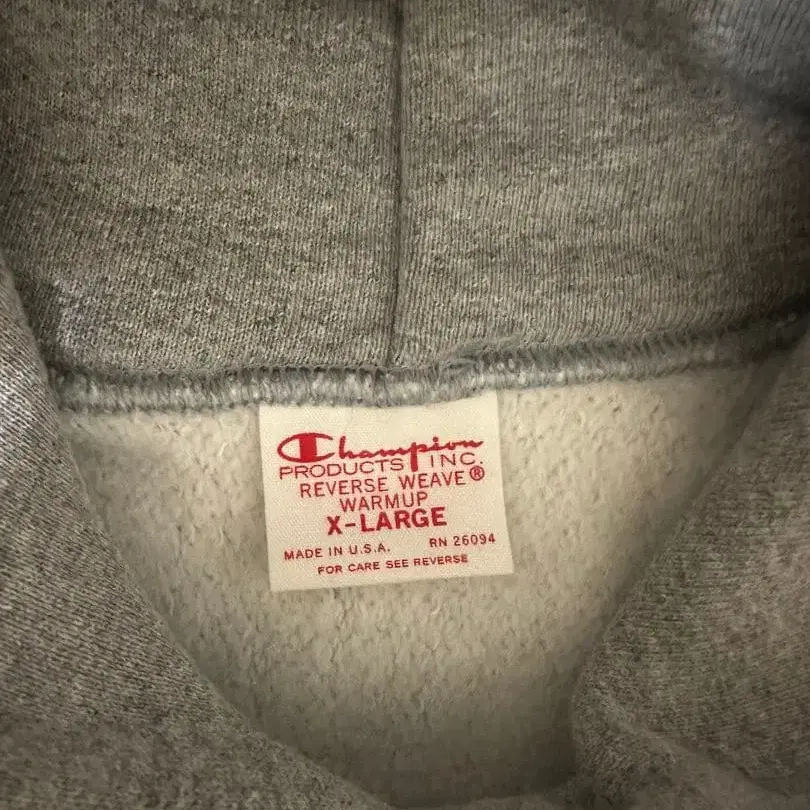 Champion
PRODUCTS INC.
REVERSE WEAVE®
WARMUP
X-LARGE
MADE IN U.S.A. RN 26094
FOR CARE SEE REVERSE